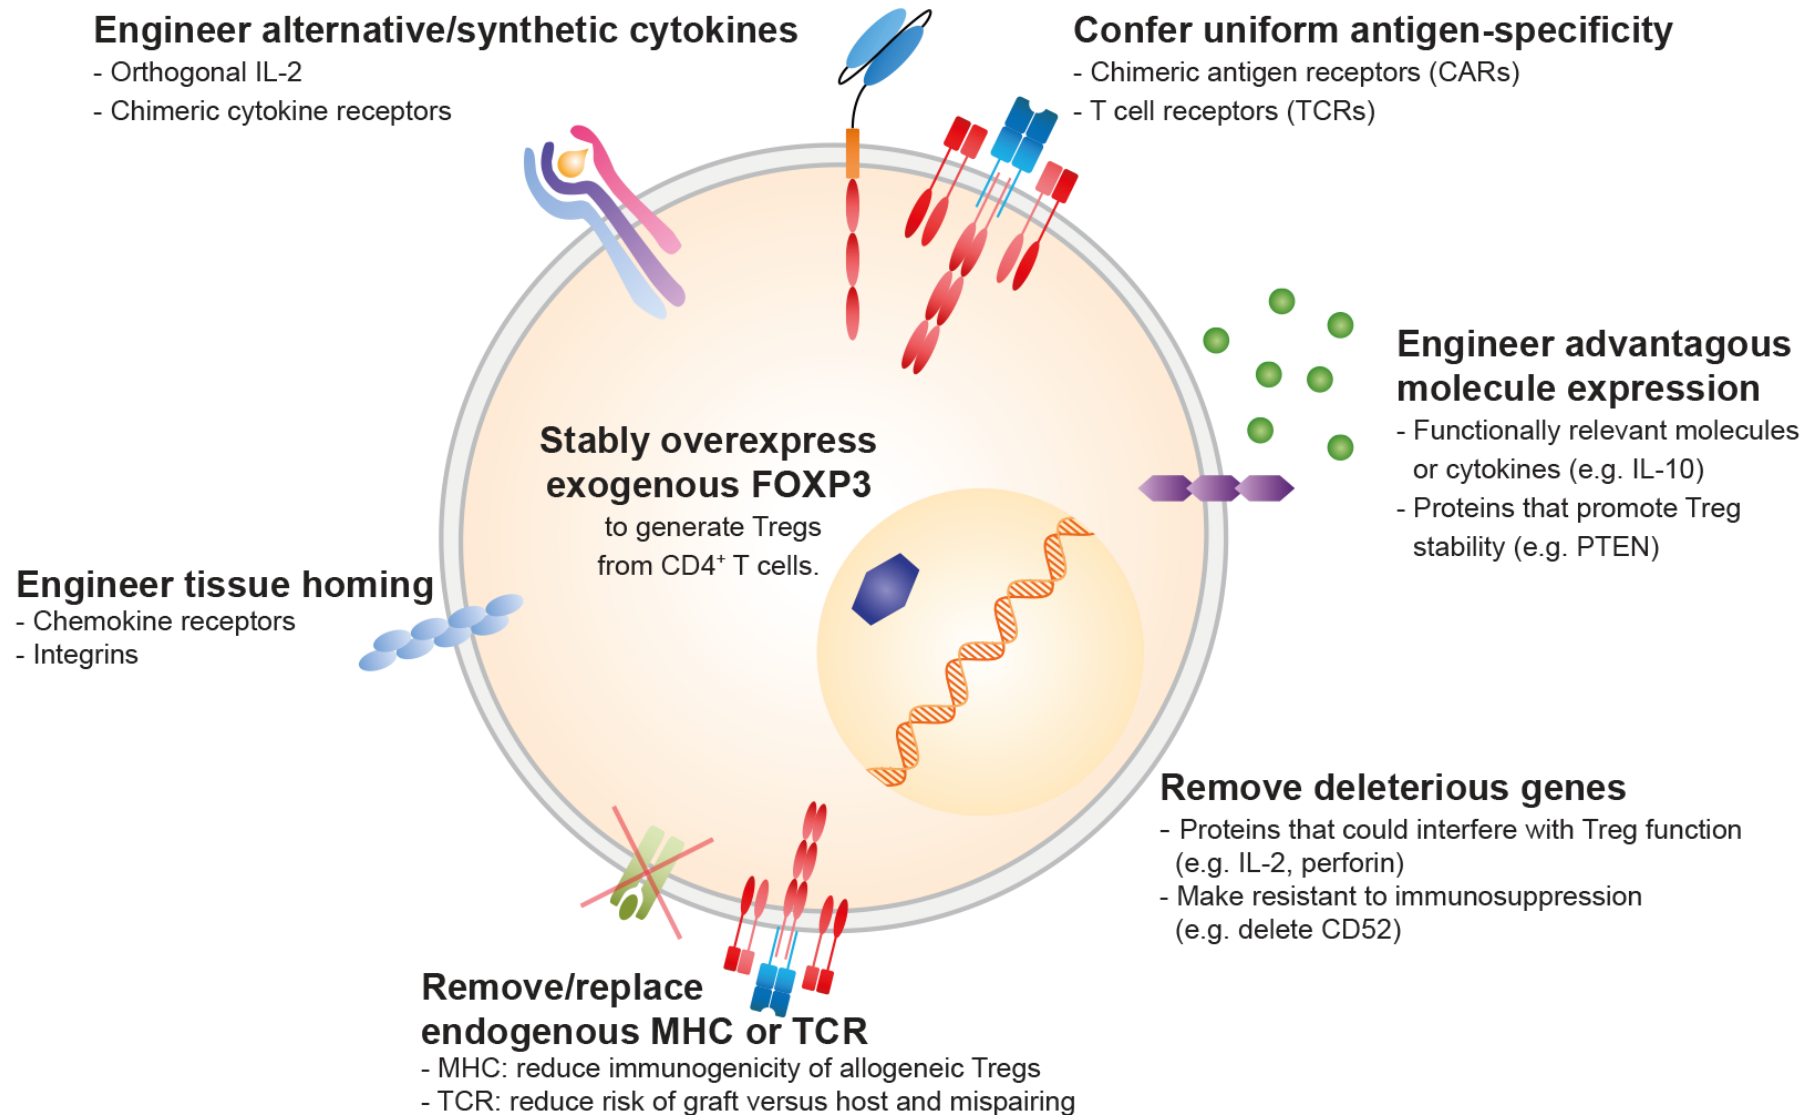 Engineer alternative/synthetic cytokines
- Orthogonal IL-2
- Chimeric cytokine receptors
Confer uniform antigen-specificity
- Chimeric antigen receptors (CARs)
- T cell receptors (TCRs)
Engineer advantagous
molecule expression
- Functionally relevant molecules
or cytokines (e.g. IL-10)
- Proteins that promote Treg
stability (e.g. PTEN)
Stably overexpress
exogenous FOXP3
to generate Tregs
from CD4⁺ T cells.
Engineer tissue homing
- Chemokine receptors
- Integrins
Remove deleterious genes
- Proteins that could interfere with Treg function
(e.g. IL-2, perforin)
- Make resistant to immunosuppression
(e.g. delete CD52)
Remove/replace
endogenous MHC or TCR
- MHC: reduce immunogenicity of allogeneic Tregs
- TCR: reduce risk of graft versus host and mispairing